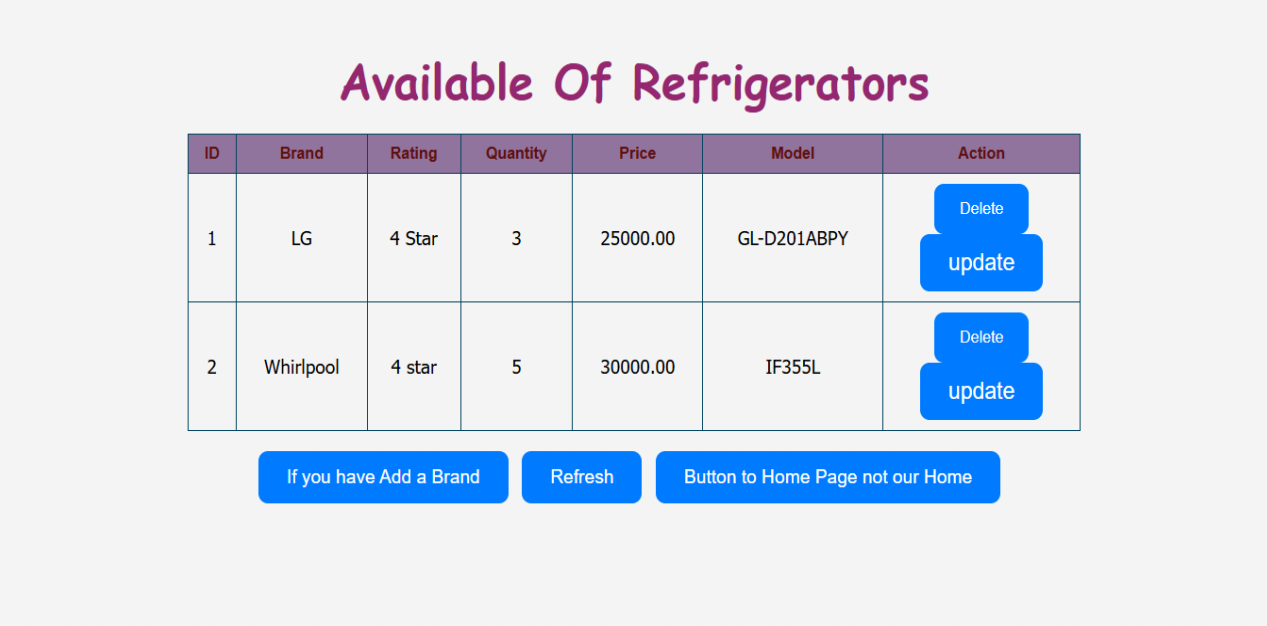 Available Of Refrigerators
ID Brand Rating Quantity Price Model Action
1 LG 4 Star 3 25000.00 GL-D201ABPY Delete
update
2 Whirlpool 4 star 5 30000.00 IF355L Delete
update
If you have Add a Brand Refresh Button to Home Page not our Home